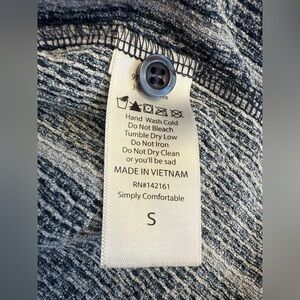 Hand Wash Cold
Do Not Bleach
Tumble Dry Low
Do Not Iron
Do Not Dry Clean
or you'll be sad
MADE IN VIETNAM
RN#142161
Simply Comfortable
S